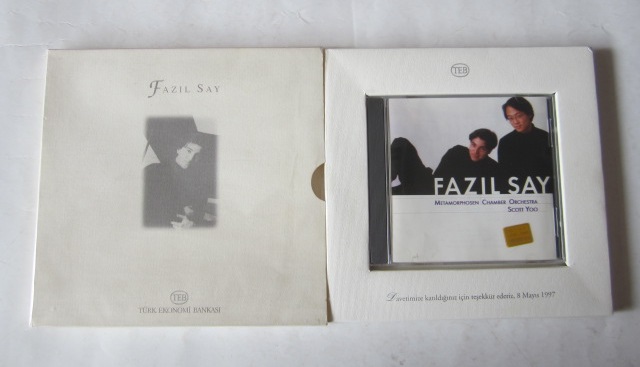 FAZIL SAY
TEB
TÜRK EKONOMİ BANKASI
TEB
FAZIL SAY
METAMORPHOSEN CHAMBER ORCHESTRA
SCOTT YOO
Davetimize katıldığınız için teşekkür ederiz, 8 Mayıs 1997